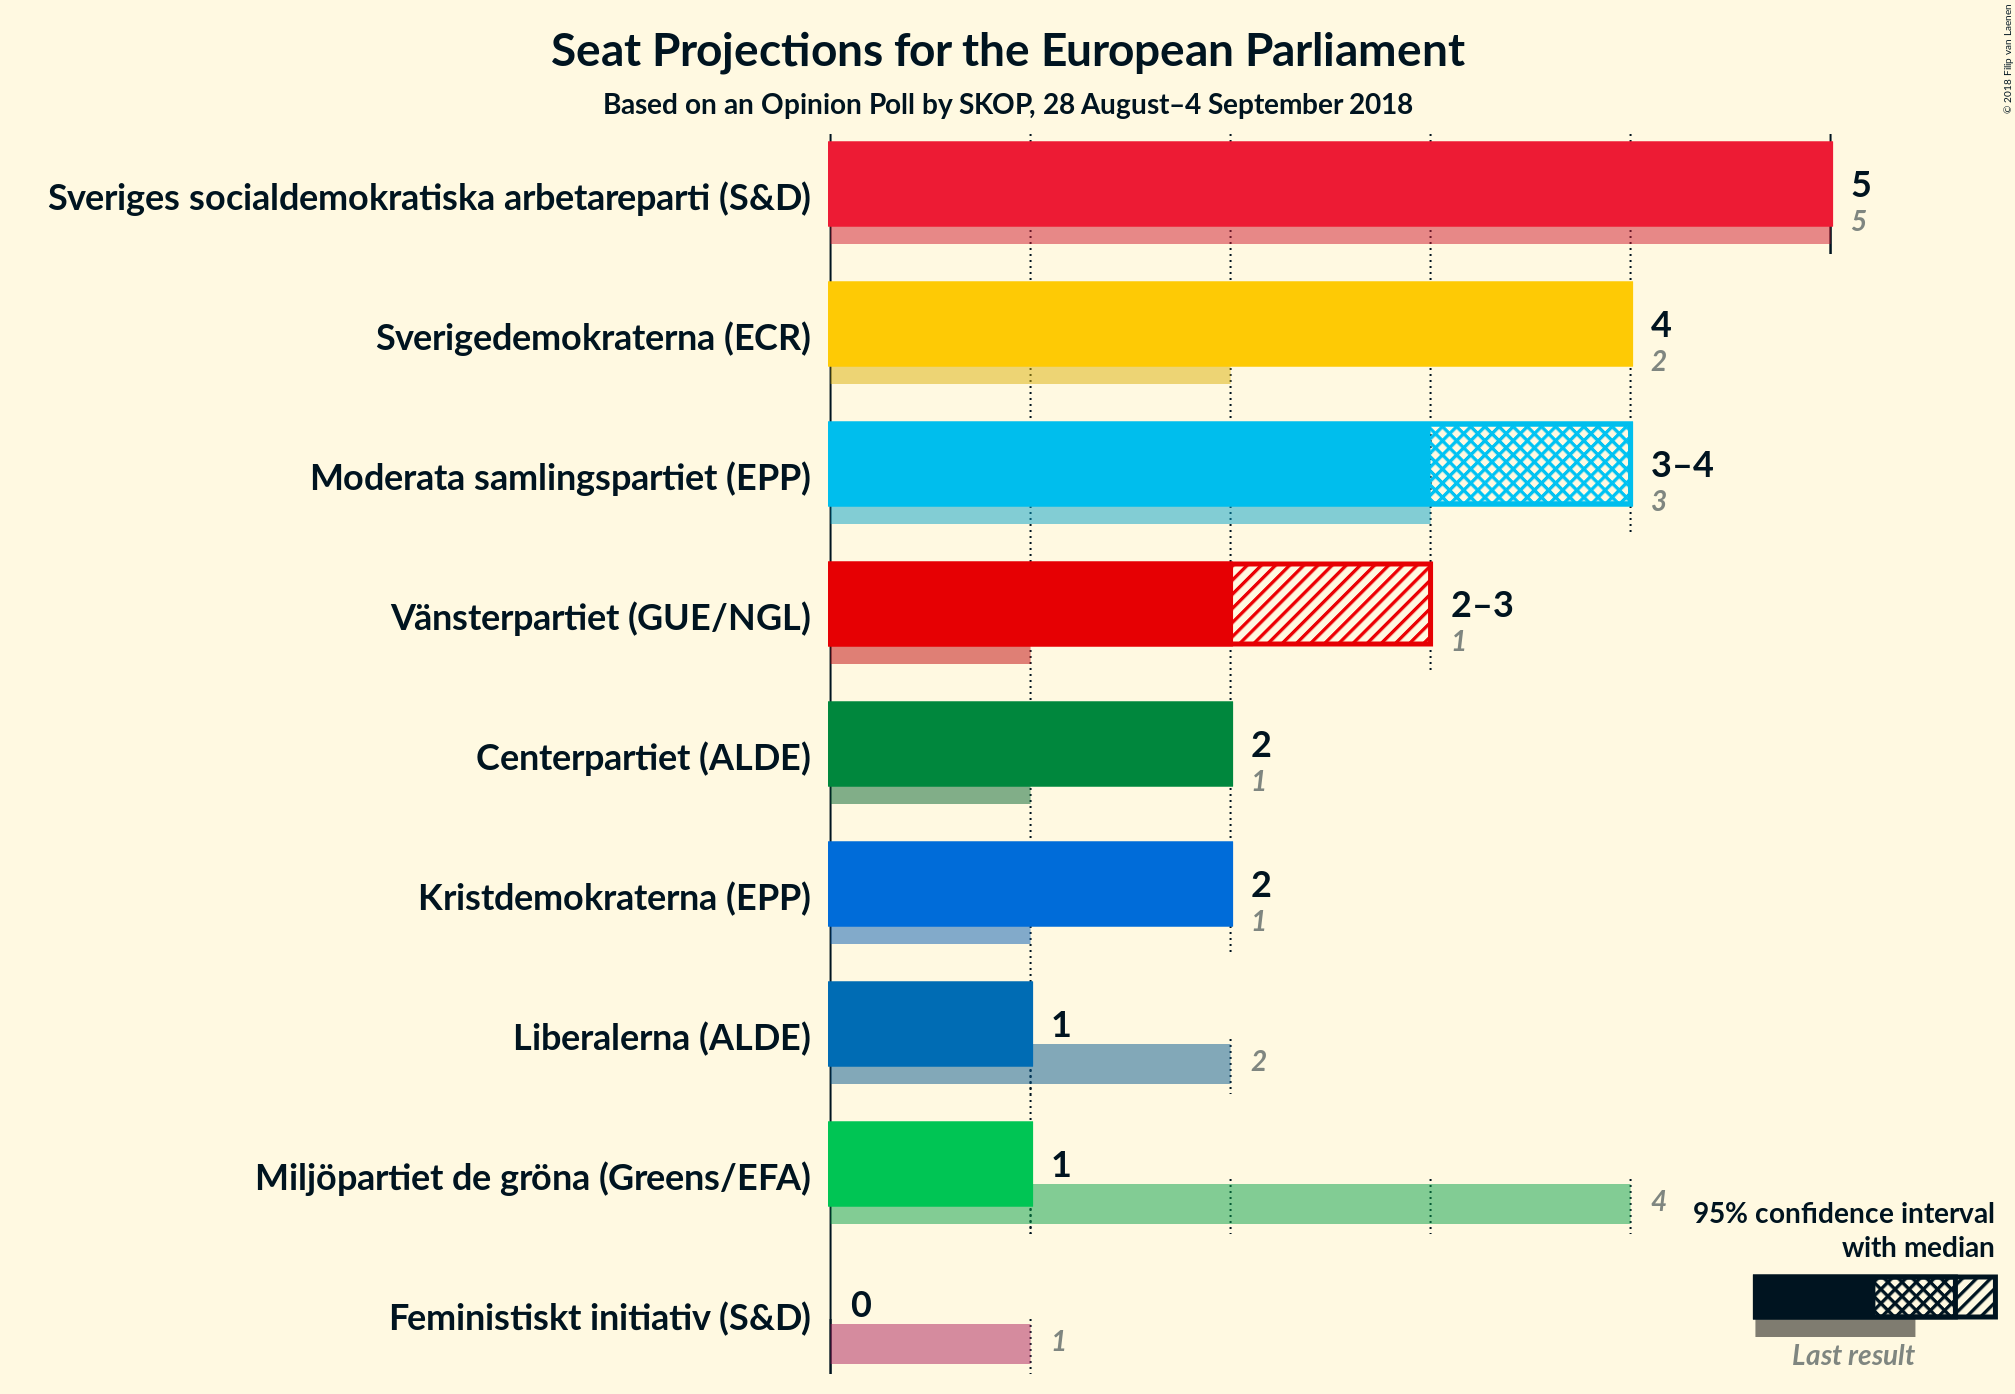 Seat Projections for the European Parliament
Based on an Opinion Poll by SKOP, 28 August–4 September 2018
© 2018 Filip van Laenen
Sveriges socialdemokratiska arbetareparti (S&D)
5
5
Sverigedemokraterna (ECR)
4
2
Moderata samlingspartiet (EPP)
3–4
3
Vänsterpartiet (GUE/NGL)
2–3
1
Centerpartiet (ALDE)
2
1
Kristdemokraterna (EPP)
2
1
Liberalerna (ALDE)
1
2
Miljöpartiet de gröna (Greens/EFA)
1
4
Feministiskt initiativ (S&D)
0
1
95% confidence interval
with median
Last result